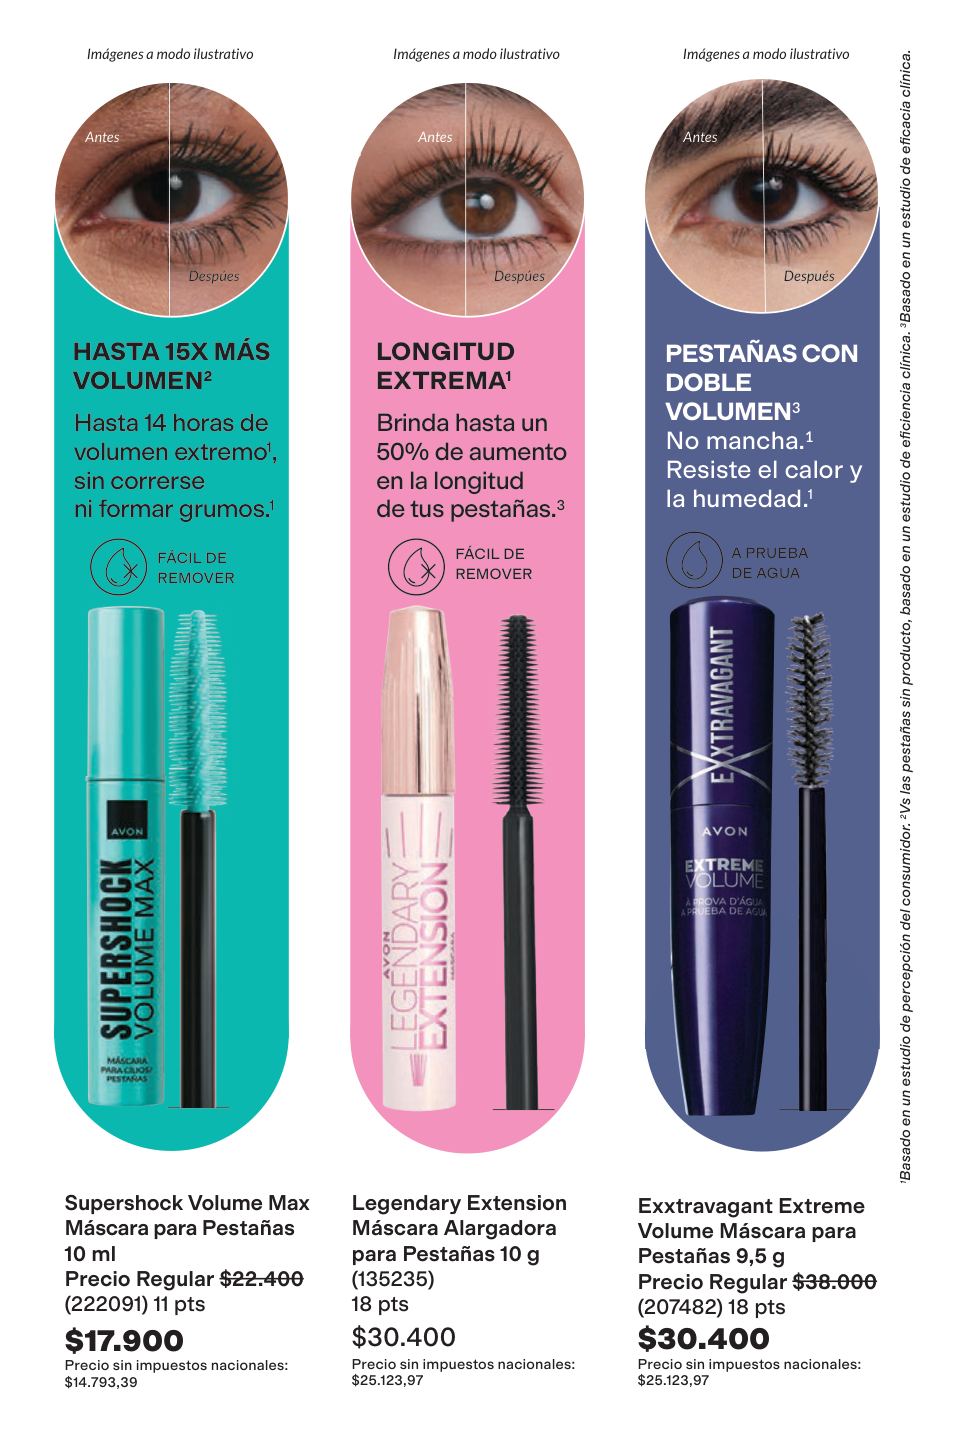 Imágenes a modo ilustrativo
Antes
Despúes
HASTA 15X MÁS
VOLUMEN²
Hasta 14 horas de
volumen extremo¹,
sin correrse
ni formar grumos.¹
FÁCIL DE
REMOVER
AVON
SUPERSHOCK
VOLUME MAX
MÁSCARA
PARA CILIOS/
PESTAÑAS
Supershock Volume Max
Máscara para Pestañas
10 ml
Precio Regular $22.400
(222091) 11 pts
$17.900
Precio sin impuestos nacionales:
$14.793,39
Imágenes a modo ilustrativo
Antes
Despúes
LONGITUD
EXTREMA¹
Brinda hasta un
50% de aumento
en la longitud
de tus pestañas.³
FÁCIL DE
REMOVER
AVON
LEGENDARY
EXTENSION
MÁSCARA
Legendary Extension
Máscara Alargadora
para Pestañas 10 g
(135235)
18 pts
$30.400
Precio sin impuestos nacionales:
$25.123,97
Imágenes a modo ilustrativo
Antes
Después
PESTAÑAS CON
DOBLE
VOLUMEN³
No mancha.¹
Resiste el calor y
la humedad.¹
A PRUEBA
DE AGUA
EXXTRAVAGANT
AVON
EXTREME
VOLUME
À PROVA D'ÁGUA
A PRUEBA DE AGUA
Exxtravagant Extreme
Volume Máscara para
Pestañas 9,5 g
Precio Regular $38.000
(207482) 18 pts
$30.400
Precio sin impuestos nacionales:
$25.123,97
¹Basado en un estudio de percepción del consumidor. ²Vs las pestañas sin producto, basado en un estudio de eficiencia clínica. ³Basado en un estudio de eficacia clínica.